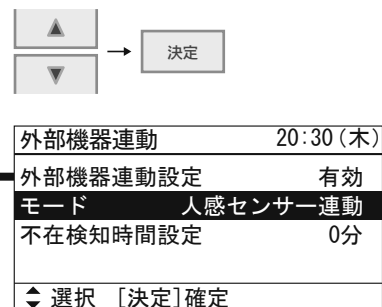 ▲
→ 決定
▼
外部機器連動 20:30(木)
外部機器連動設定 有効
モード 人感センサー連動
不在検知時間設定 0分
選択 [決定]確定